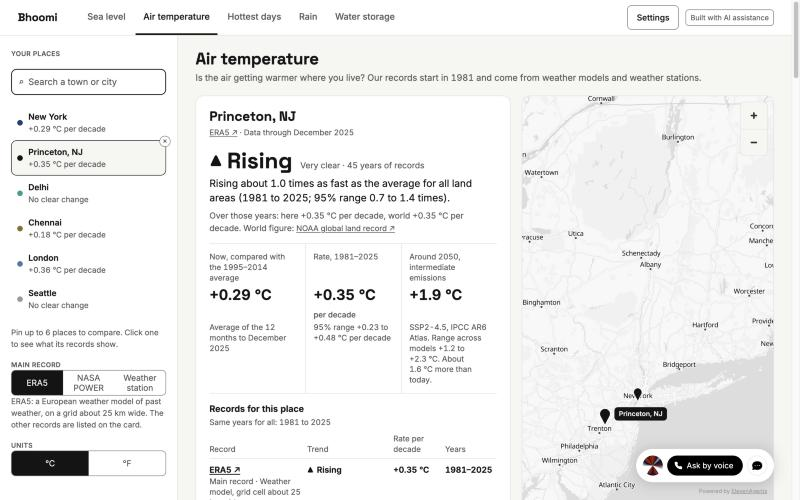 Bhoomi
Sea level
Air temperature
Hottest days
Rain
Water storage
Settings
Built with AI assistance
YOUR PLACES
Search a town or city
New York
+0.29 °C per decade
Princeton, NJ
+0.35 °C per decade
Delhi
No clear change
Chennai
+0.18 °C per decade
London
+0.36 °C per decade
Seattle
No clear change
Pin up to 6 places to compare. Click one
to see what its records show.
MAIN RECORD
ERA5
NASA
POWER
Weather
station
ERA5: a European weather model of past
weather, on a grid about 25 km wide. The
other records are listed on the card.
UNITS
°C
°F
Air temperature
Is the air getting warmer where you live? Our records start in 1981 and come from weather models and weather stations.
Princeton, NJ
ERA5 ↗ · Data through December 2025
▲ Rising Very clear · 45 years of records
Rising about 1.0 times as fast as the average for all land
areas (1981 to 2025; 95% range 0.7 to 1.4 times).
Over those years: here +0.35 °C per decade, world +0.35 °C per
decade. World figure: NOAA global land record ↗
Now, compared with
the 1995–2014
average
+0.29 °C
Average of the 12
months to December
2025
Rate, 1981–2025
+0.35 °C
per decade
95% range +0.23 to
+0.48 °C per decade
Around 2050,
intermediate
emissions
+1.9 °C
SSP2-4.5, IPCC AR6
Atlas. Range across
models +1.2 to
+2.3 °C. About
1.6 °C more than
today.
Records for this place
Same years for all: 1981 to 2025
Record
Trend
Rate per
decade
Years
ERA5 ↗
▲ Rising
+0.35 °C
1981–2025
Main record · Weather
model, grid cell about 25
Cornwall
Burlington
Watertown
Concor
Manche
Utica
racuse
Schenectady
Albany
Lo
Worcester
Binghamton
Hartford
Provide
New
Scranton
Bridgeport
New York
Princeton, NJ
Trenton
Philadelphia
Wilmington
Atlantic City
+
−
Ask by voice
Powered by ElevenAgents